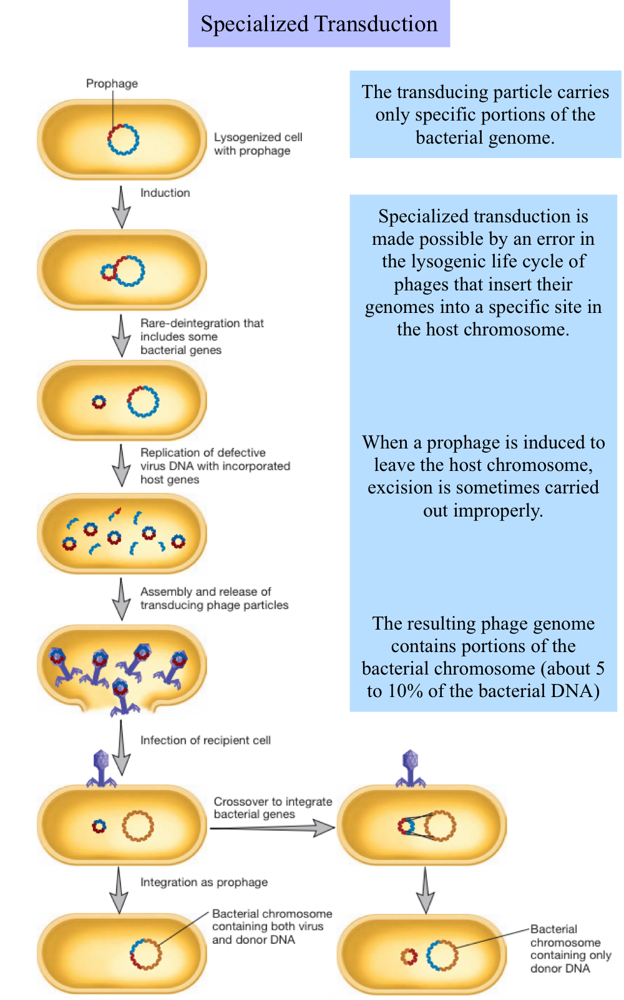 Specialized Transduction
Prophage
Lysogenized cell
with prophage
The transducing particle carries
only specific portions of the
bacterial genome.
Induction
Specialized transduction is
made possible by an error in
the lysogenic life cycle of
phages that insert their
genomes into a specific site in
the host chromosome.
Rare-deintegration that
includes some
bacterial genes
When a prophage is induced to
leave the host chromosome,
excision is sometimes carried
out improperly.
Replication of defective
virus DNA with incorporated
host genes
Assembly and release of
transducing phage particles
The resulting phage genome
contains portions of the
bacterial chromosome (about 5
to 10% of the bacterial DNA)
Infection of recipient cell
Crossover to integrate
bacterial genes
Integration as prophage
Bacterial chromosome
containing both virus
and donor DNA
Bacterial
chromosome
containing only
donor DNA